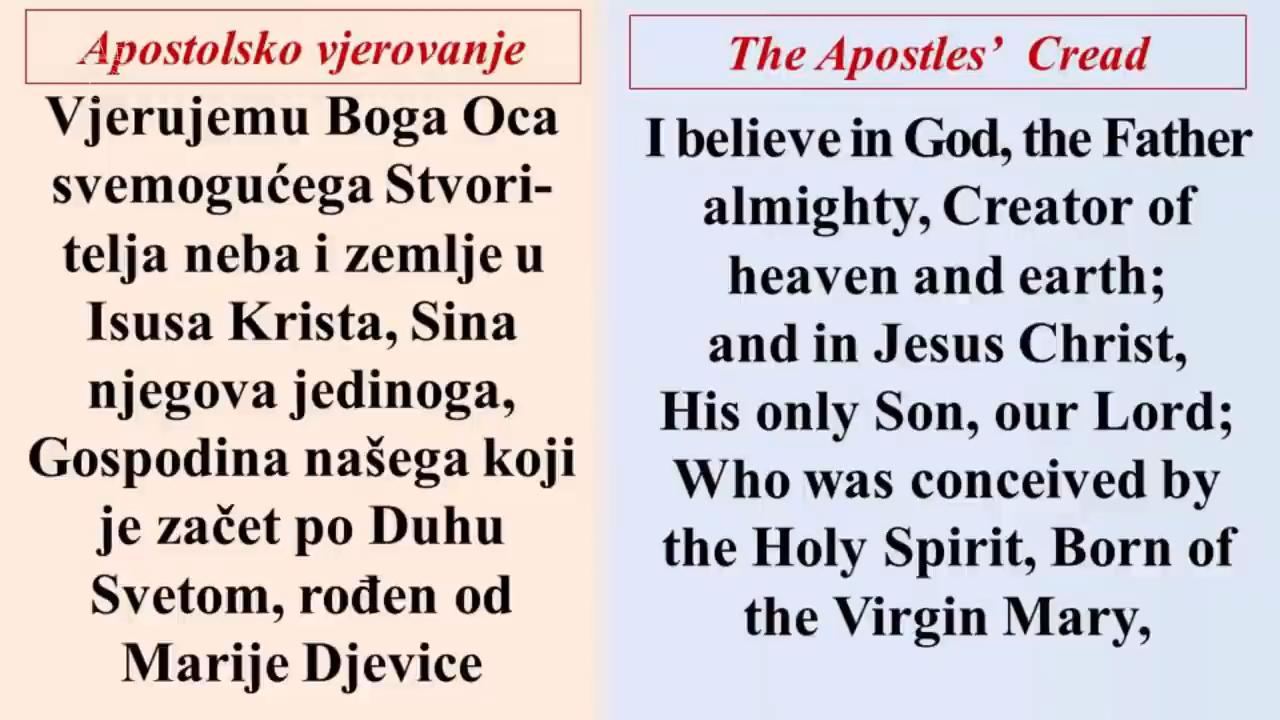 Apostolsko vjerovanje
Vjerujemu Boga Oca
svemogućega Stvori-
telja neba i zemlje u
Isusa Krista, Sina
njegova jedinoga,
Gospodina našega koji
je začet po Duhu
Svetom, rođen od
Marije Djevice
The Apostles’ Cread
I believe in God, the Father
almighty, Creator of
heaven and earth;
and in Jesus Christ,
His only Son, our Lord;
Who was conceived by
the Holy Spirit, Born of
the Virgin Mary,